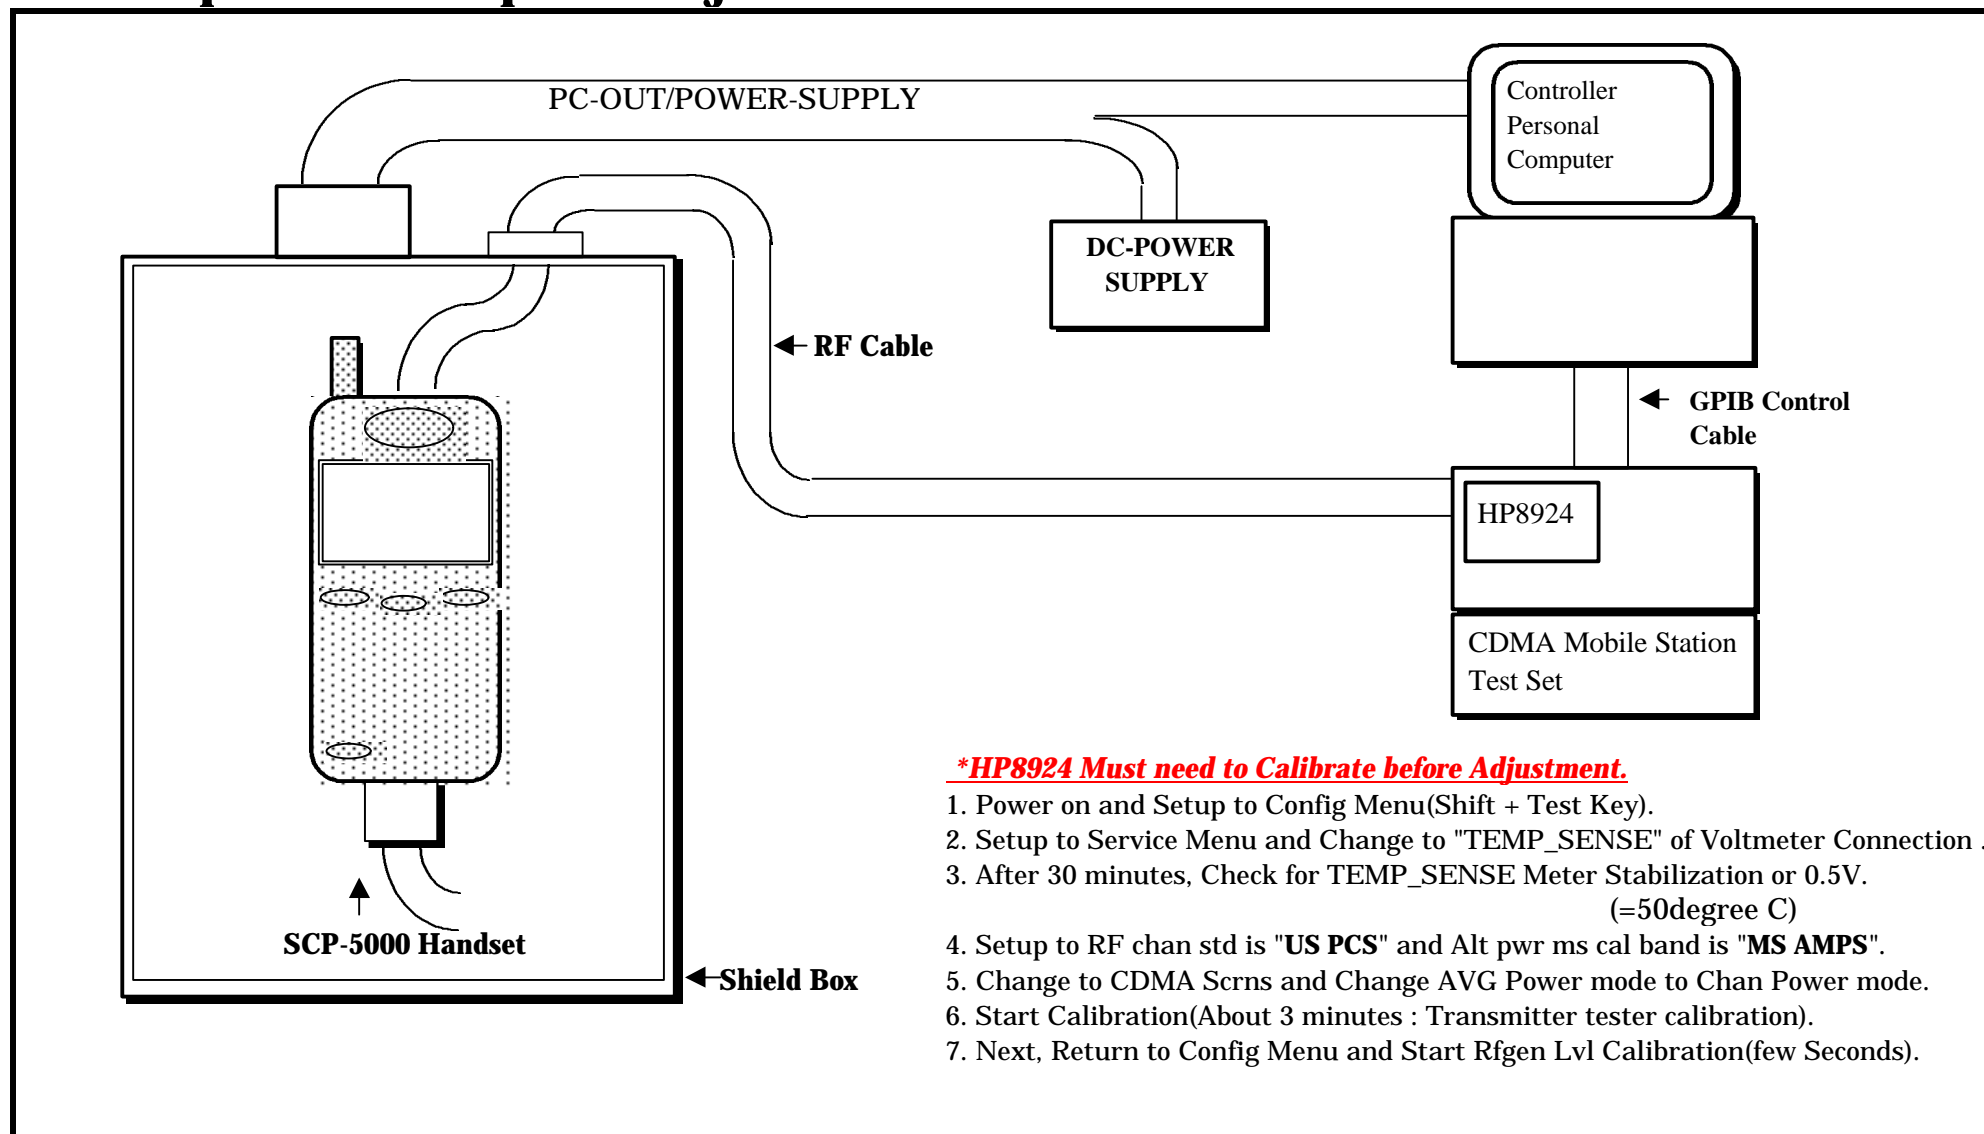 PC-OUT/POWER-SUPPLY
Controller
Personal
Computer
DC-POWER
SUPPLY
RF Cable
GPIB Control
Cable
HP8924
CDMA Mobile Station
Test Set
SCP-5000 Handset
Shield Box
*HP8924 Must need to Calibrate before Adjustment.
1. Power on and Setup to Config Menu(Shift + Test Key).
2. Setup to Service Menu and Change to "TEMP_SENSE" of Voltmeter Connection .
3. After 30 minutes, Check for TEMP_SENSE Meter Stabilization or 0.5V.
(=50degree C)
4. Setup to RF chan std is "US PCS" and Alt pwr ms cal band is "MS AMPS".
5. Change to CDMA Scrns and Change AVG Power mode to Chan Power mode.
6. Start Calibration(About 3 minutes : Transmitter tester calibration).
7. Next, Return to Config Menu and Start Rfgen Lvl Calibration(few Seconds).